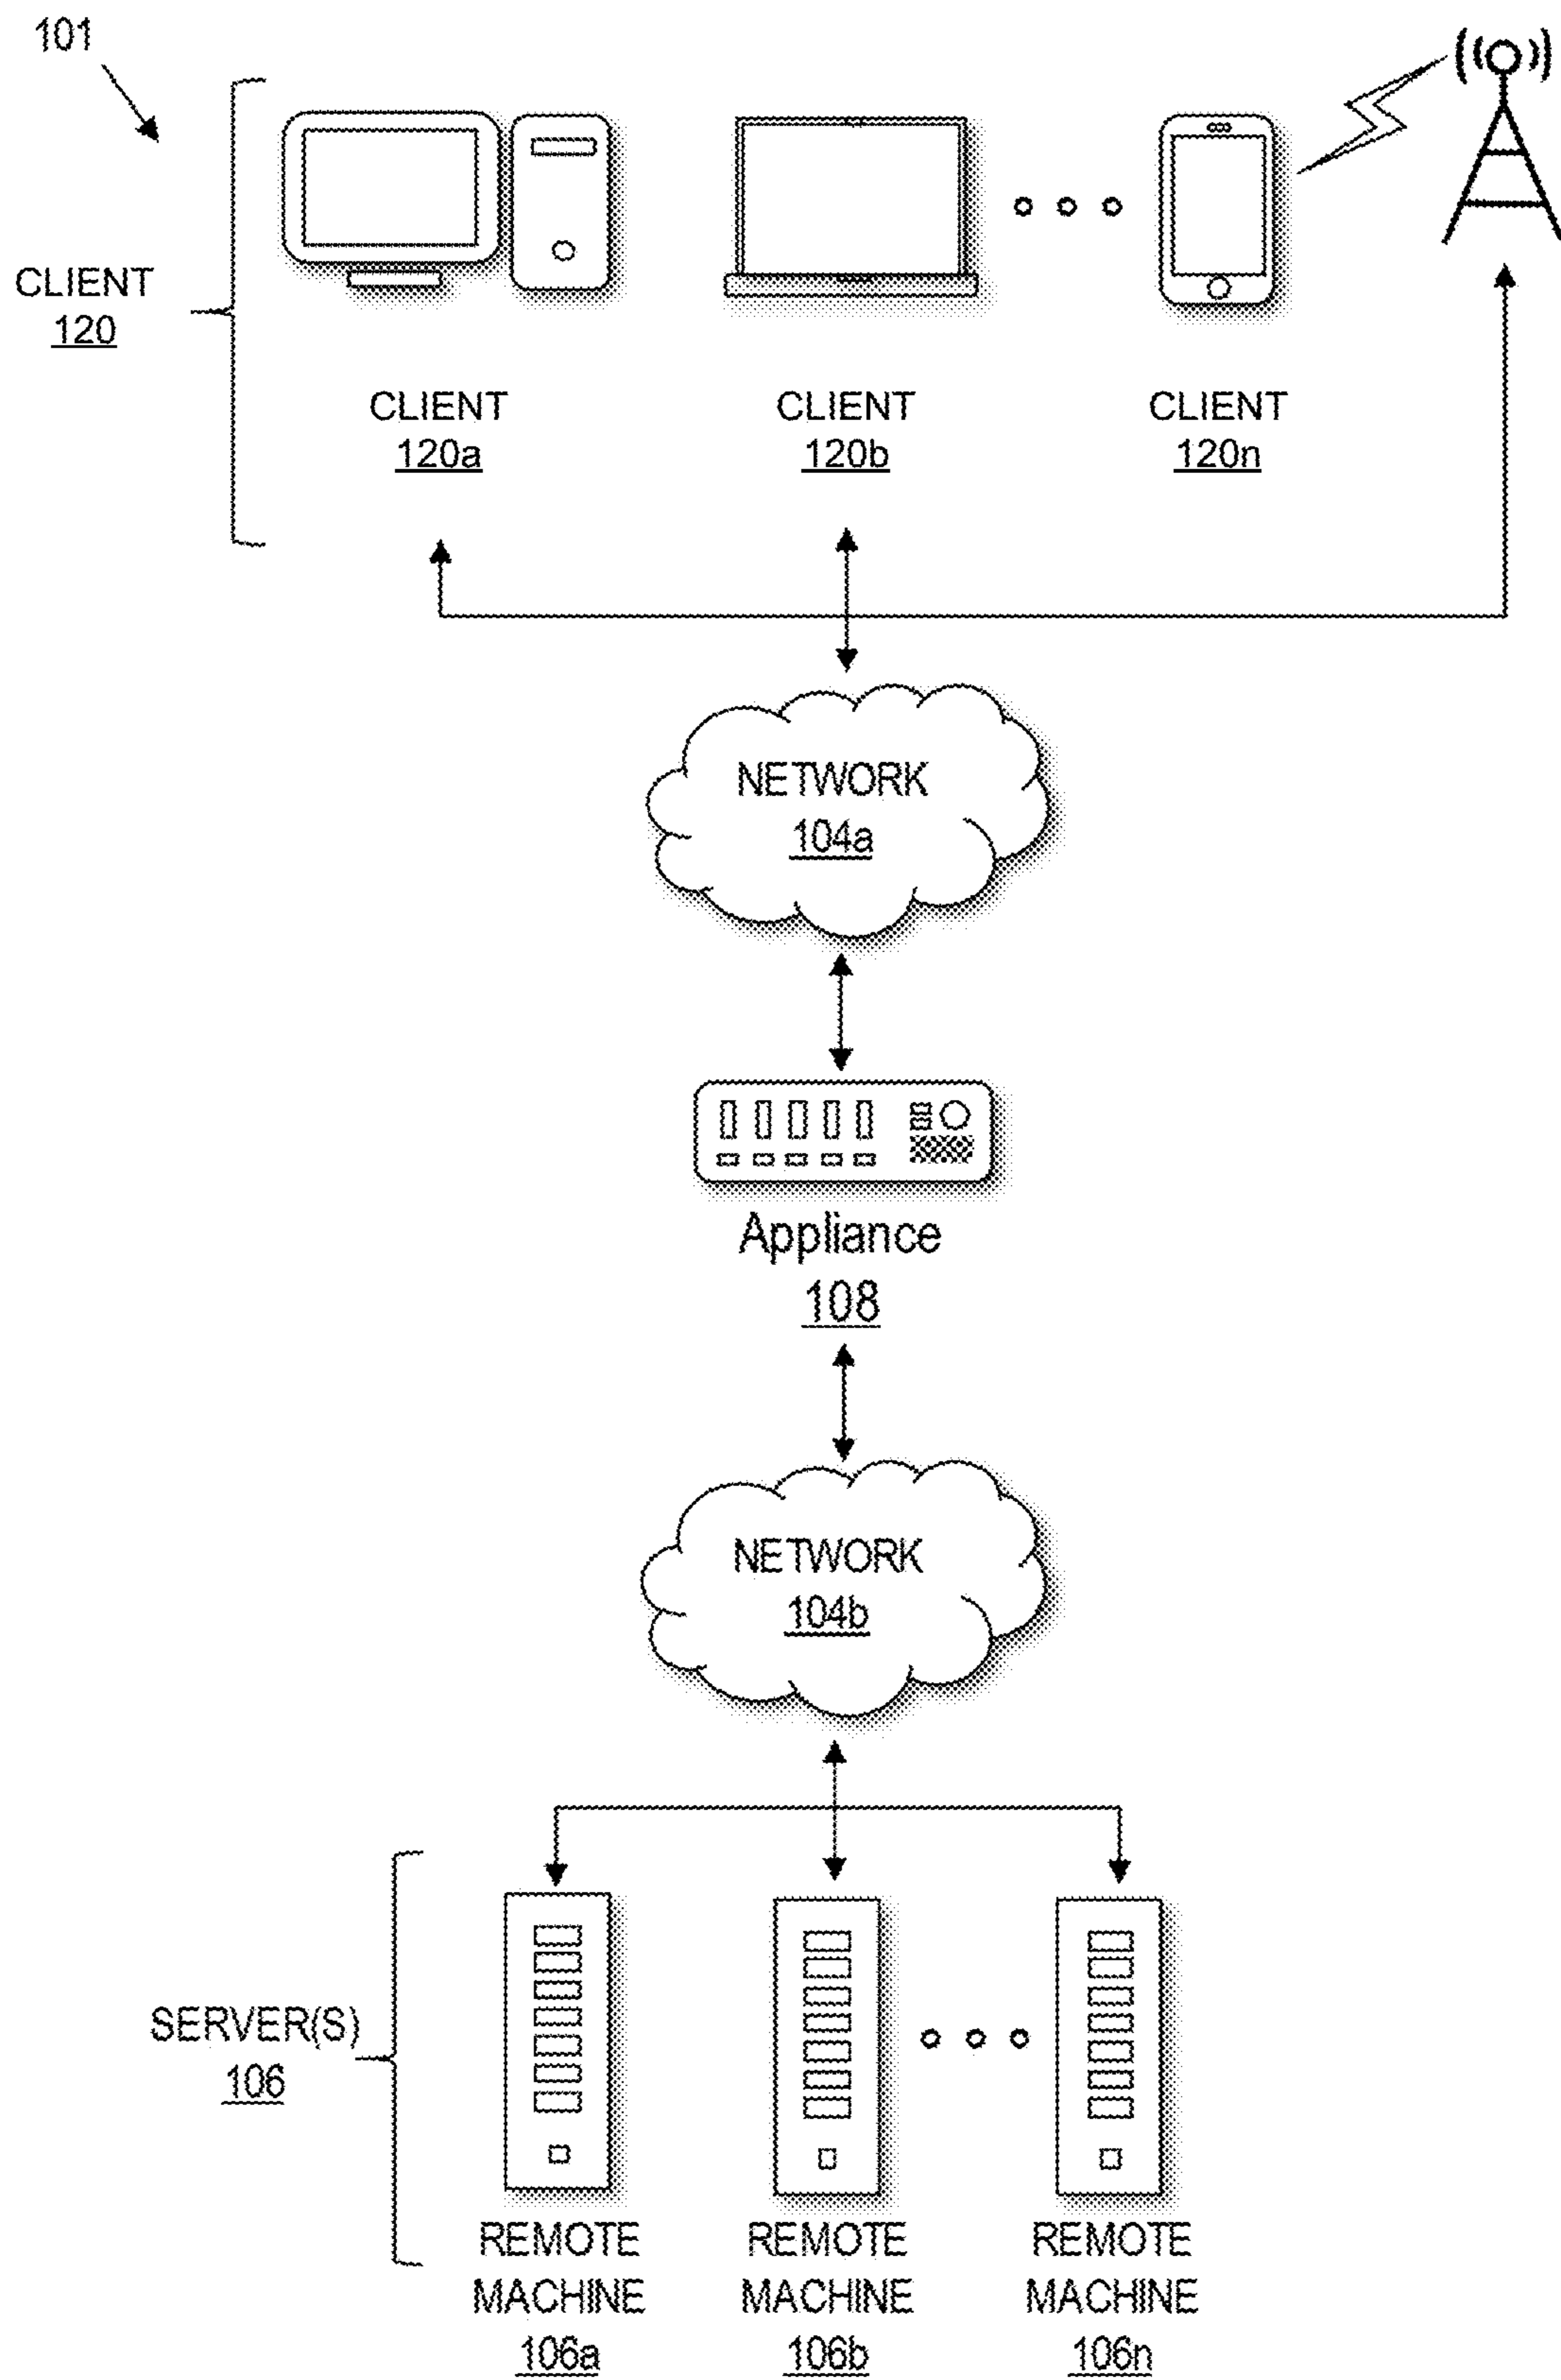 101
CLIENT
120
CLIENT
120a
CLIENT
120b
CLIENT
120n
NETWORK
104a
Appliance
108
NETWORK
104b
SERVER(S)
106
REMOTE
MACHINE
106a
REMOTE
MACHINE
106b
REMOTE
MACHINE
106n